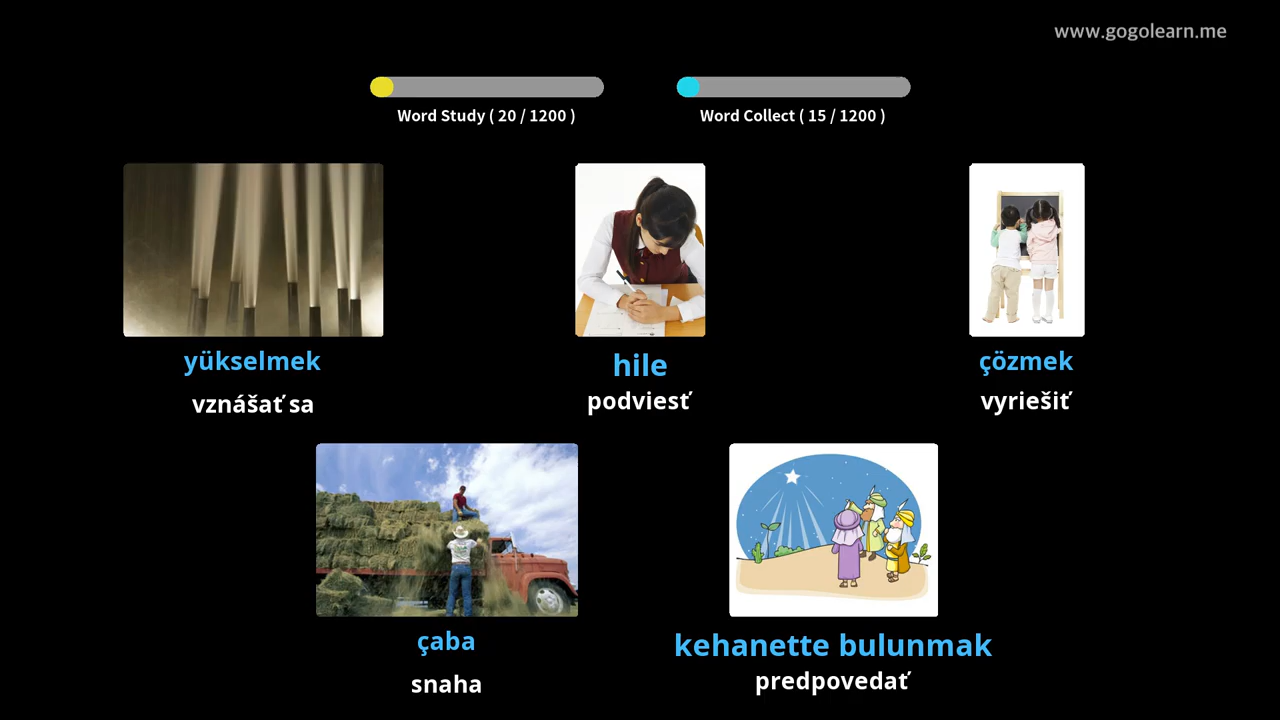 www.gogolearn.me
Word Study ( 20 / 1200 )
Word Collect ( 15 / 1200 )
yükselmek
vznášať sa
hile
podviesť
çözmek
vyriešiť
çaba
snaha
kehanette bulunmak
predpovedať